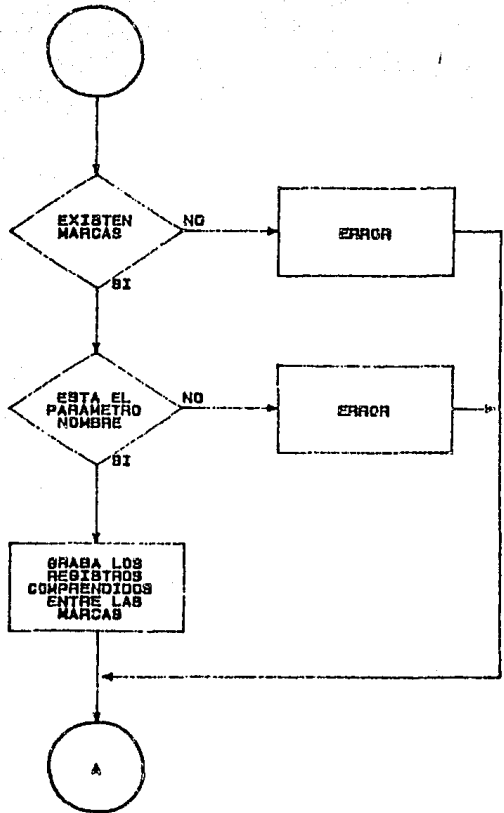 EXISTEN
MARCAS
NO
ERROR
SI
ESTA EL
PARAMETRO
NOMBRE
NO
ERROR
SI
GRABA LOS
REGISTROS
COMPRENDIDOS
ENTRE LAS
MARCAS
A